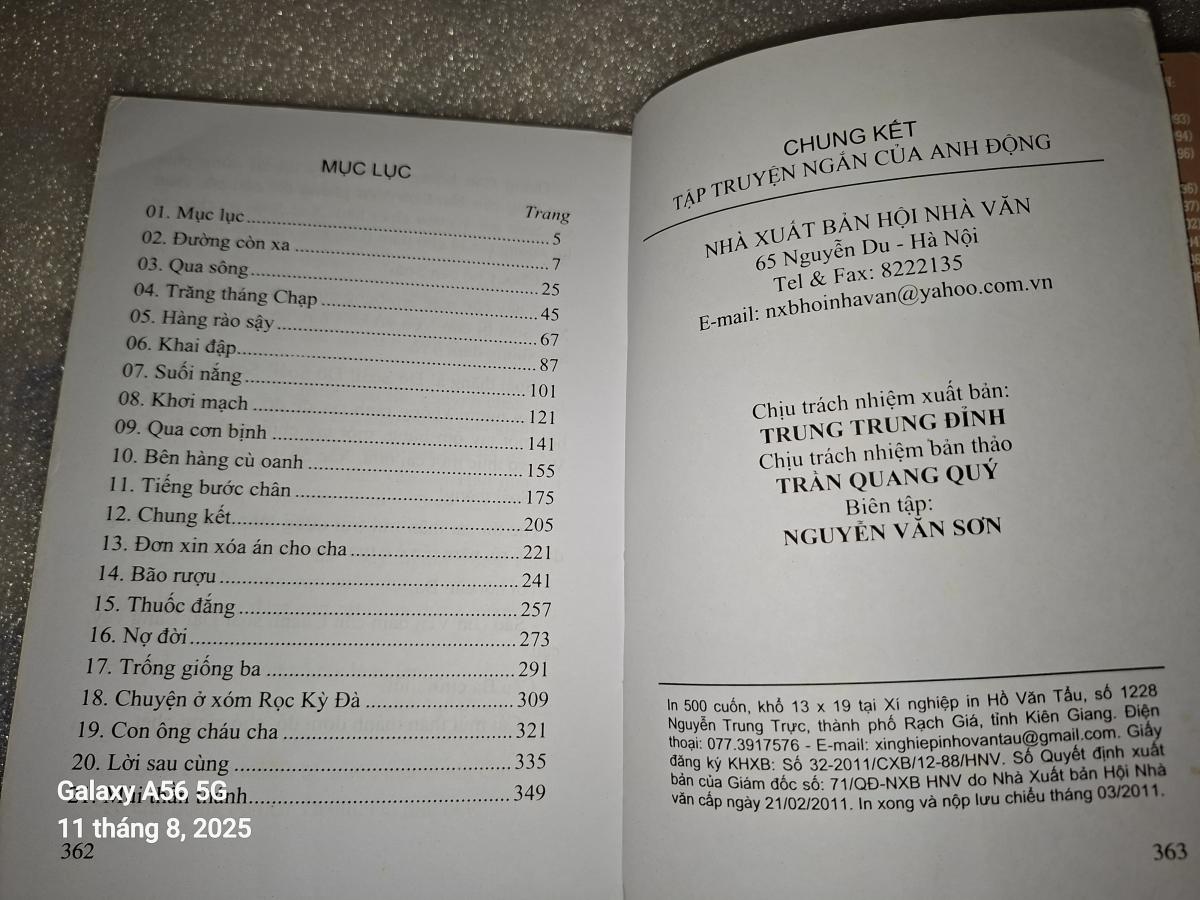 MỤC LỤC
Trang
01. Mục lục 5
02. Đường còn xa 7
03. Qua sông 25
04. Trăng tháng Chạp 45
05. Hàng rào sậy 67
06. Khai đập 87
07. Suối nắng 101
08. Khơi mạch 121
09. Qua cơn bịnh 141
10. Bên hàng cù oanh 155
11. Tiếng bước chân 175
12. Chung kết 205
13. Đơn xin xóa án cho cha 221
14. Bão rượu 241
15. Thuốc đắng 257
16. Nợ đời 273
17. Trống giống ba 291
18. Chuyện ở xóm Rọc Kỳ Đà 309
19. Con ông cháu cha 321
20. Lời sau cùng 335
349
Galaxy A56 5G
11 tháng 8, 2025
362
CHUNG KẾT
TẬP TRUYỆN NGẮN CỦA ANH ĐỘNG
NHÀ XUẤT BẢN HỘI NHÀ VĂN
65 Nguyễn Du - Hà Nội
Tel & Fax: 8222135
E-mail: nxbhoinhavan@yahoo.com.vn
Chịu trách nhiệm xuất bản:
TRUNG TRUNG ĐỈNH
Chịu trách nhiệm bản thảo
TRẦN QUANG QUÝ
Biên tập:
NGUYỄN VĂN SƠN
In 500 cuốn, khổ 13 x 19 tại Xí nghiệp in Hồ Văn Tẩu, số 1228
Nguyễn Trung Trực, thành phố Rạch Giá, tỉnh Kiên Giang. Điện
thoại: 077.3917576 - E-mail: xinghiepinhovantau@gmail.com. Giấy
đăng ký KHXB: Số 32-2011/CXB/12-88/HNV. Số Quyết định xuất
bản của Giám đốc số: 71/QĐ-NXB HNV do Nhà Xuất bản Hội Nhà
văn cấp ngày 21/02/2011. In xong và nộp lưu chiểu tháng 03/2011.
363